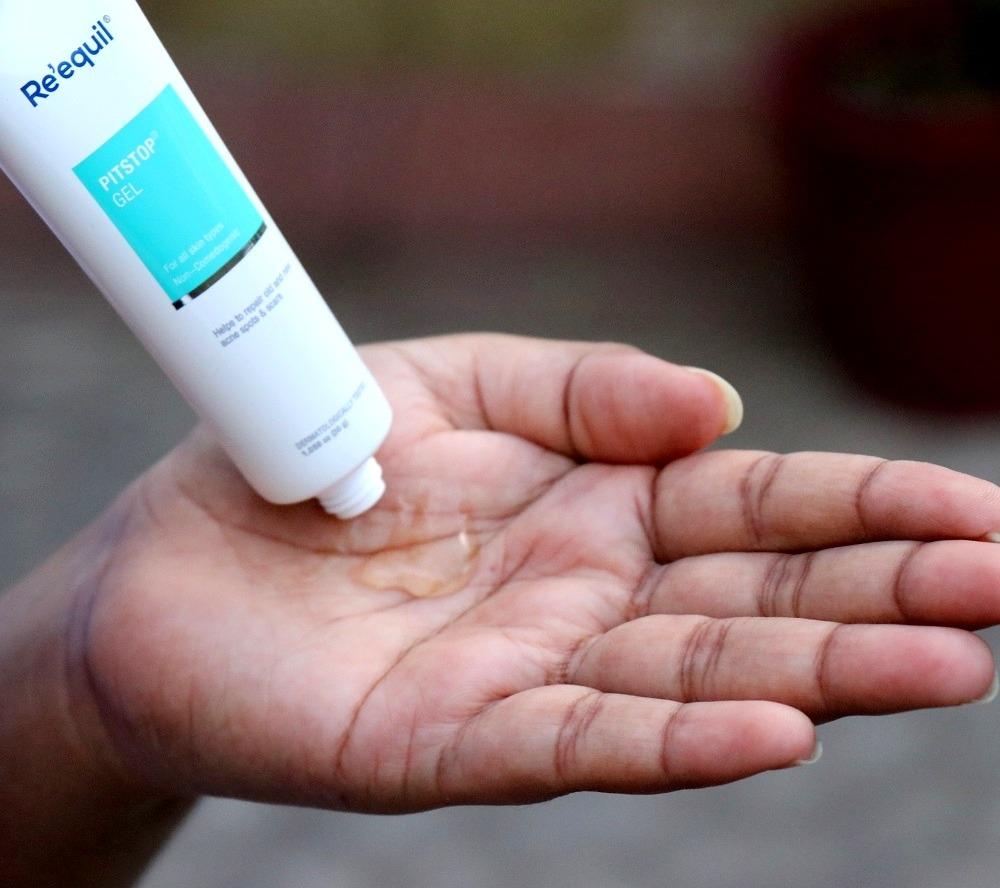 Re'equil®
PITSTOP®
GEL
For all skin types
Non-Comedogenic
Helps to repair old and new
acne spots & scars
DERMATOLOGICALLY